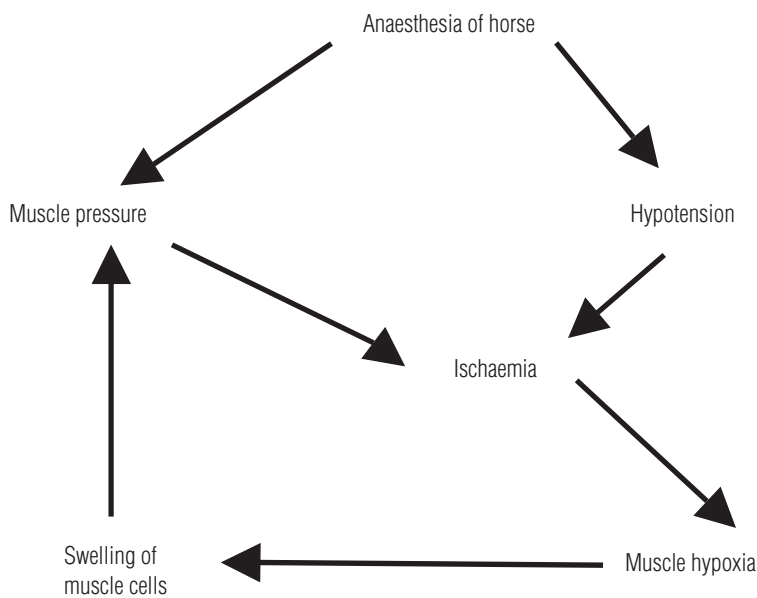 Anaesthesia of horse
Muscle pressure
Hypotension
Ischaemia
Swelling of
muscle cells
Muscle hypoxia